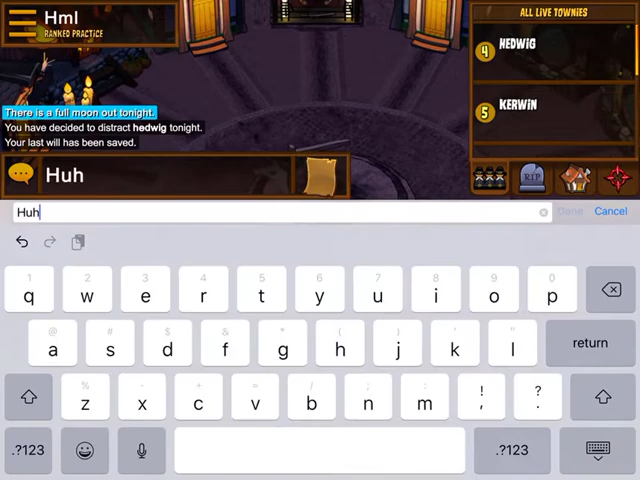 Hml
RANKED PRACTICE
ALL LIVE TOWNIES
4 HEDWIG
5 KERWIN
There is a full moon out tonight.
You have decided to distract hedwig tonight.
Your last will has been saved.
Huh
RIP
Huh
Done Cancel
1 2 3 4 5 6 7 8 9 0
q w e r t y u i o p
@ # $ & * ( ) ' "
a s d f g h j k l return
% - + = / ; : ! ?
z x c v b n m , .
.?123 .?123